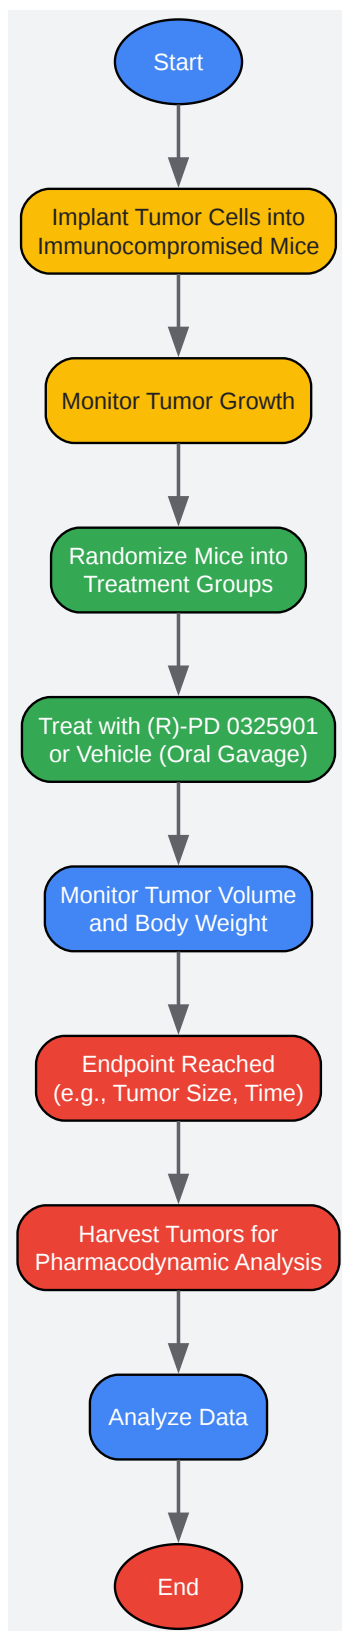 Start
Implant Tumor Cells into
Immunocompromised Mice
Monitor Tumor Growth
Randomize Mice into
Treatment Groups
Treat with (R)-PD 0325901
or Vehicle (Oral Gavage)
Monitor Tumor Volume
and Body Weight
Endpoint Reached
(e.g., Tumor Size, Time)
Harvest Tumors for
Pharmacodynamic Analysis
Analyze Data
End